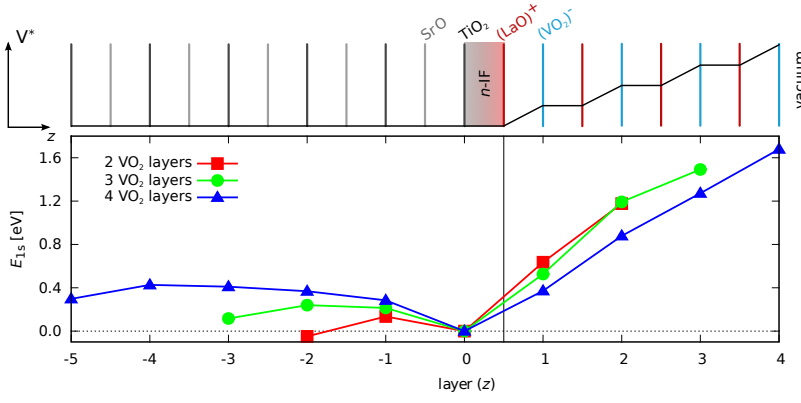 V*
SrO
TiO₂
(LaO)⁺
(VO₂)⁻
n-IF
vacuum
z
1.6
1.2
0.8
0.4
0.0
E₁ₛ [eV]
2 VO₂ layers
3 VO₂ layers
4 VO₂ layers
-5 -4 -3 -2 -1 0 1 2 3 4
layer (z)